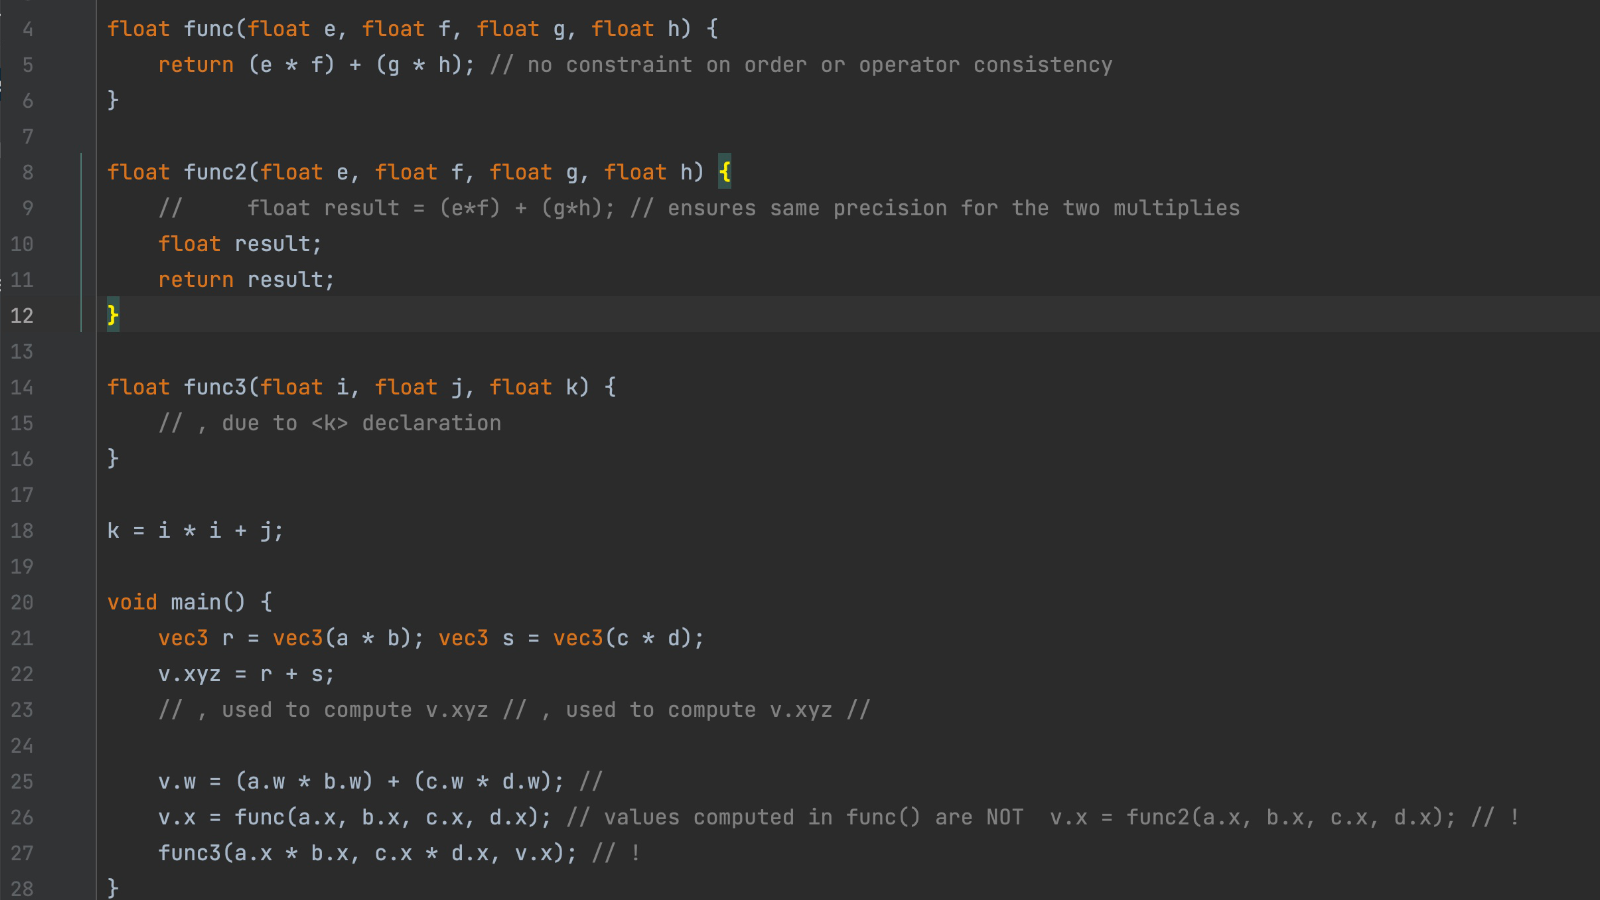 4 float func(float e, float f, float g, float h) {
5 return (e * f) + (g * h); // no constraint on order or operator consistency
6 }
7
8 float func2(float e, float f, float g, float h) {
9 // float result = (e*f) + (g*h); // ensures same precision for the two multiplies
10 float result;
11 return result;
12 }
13
14 float func3(float i, float j, float k) {
15 // , due to <k> declaration
16 }
17
18 k = i * i + j;
19
20 void main() {
21 vec3 r = vec3(a * b); vec3 s = vec3(c * d);
22 v.xyz = r + s;
23 // , used to compute v.xyz // , used to compute v.xyz //
24
25 v.w = (a.w * b.w) + (c.w * d.w); //
26 v.x = func(a.x, b.x, c.x, d.x); // values computed in func() are NOT  v.x = func2(a.x, b.x, c.x, d.x); // !
27 func3(a.x * b.x, c.x * d.x, v.x); // !
28 }